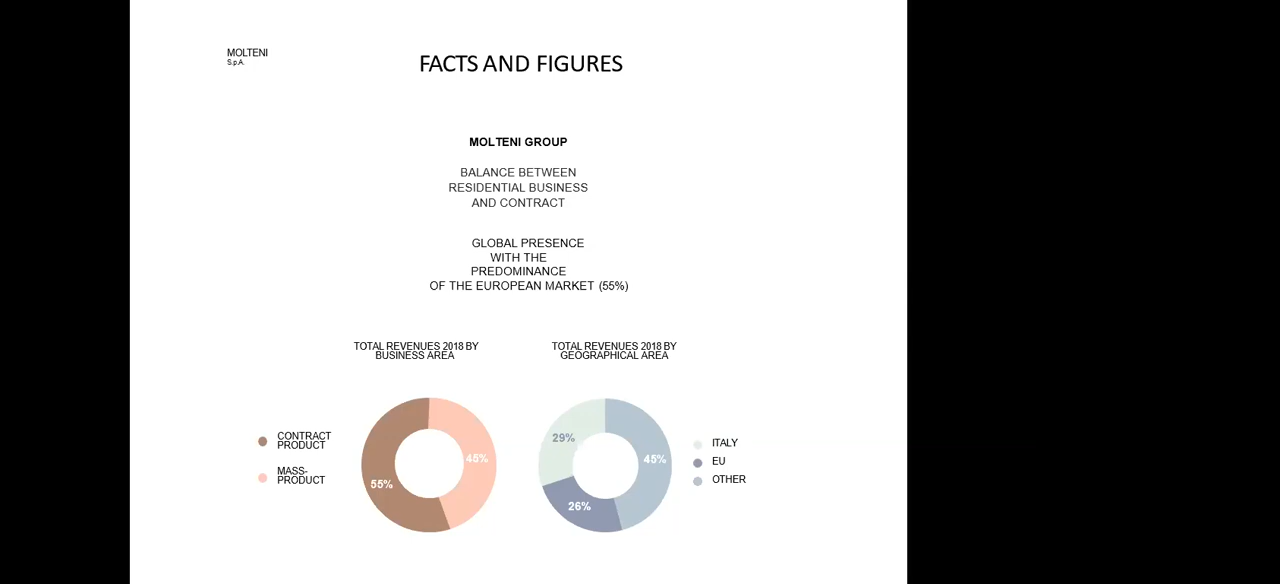 MOLTENI
S.p.A.
FACTS AND FIGURES
MOLTENI GROUP
BALANCE BETWEEN
RESIDENTIAL BUSINESS
AND CONTRACT
GLOBAL PRESENCE
WITH THE
PREDOMINANCE
OF THE EUROPEAN MARKET (55%)
TOTAL REVENUES 2018 BY
BUSINESS AREA
CONTRACT
PRODUCT
MASS-
PRODUCT
45%
55%
TOTAL REVENUES 2018 BY
GEOGRAPHICAL AREA
29%
45%
26%
ITALY
EU
OTHER